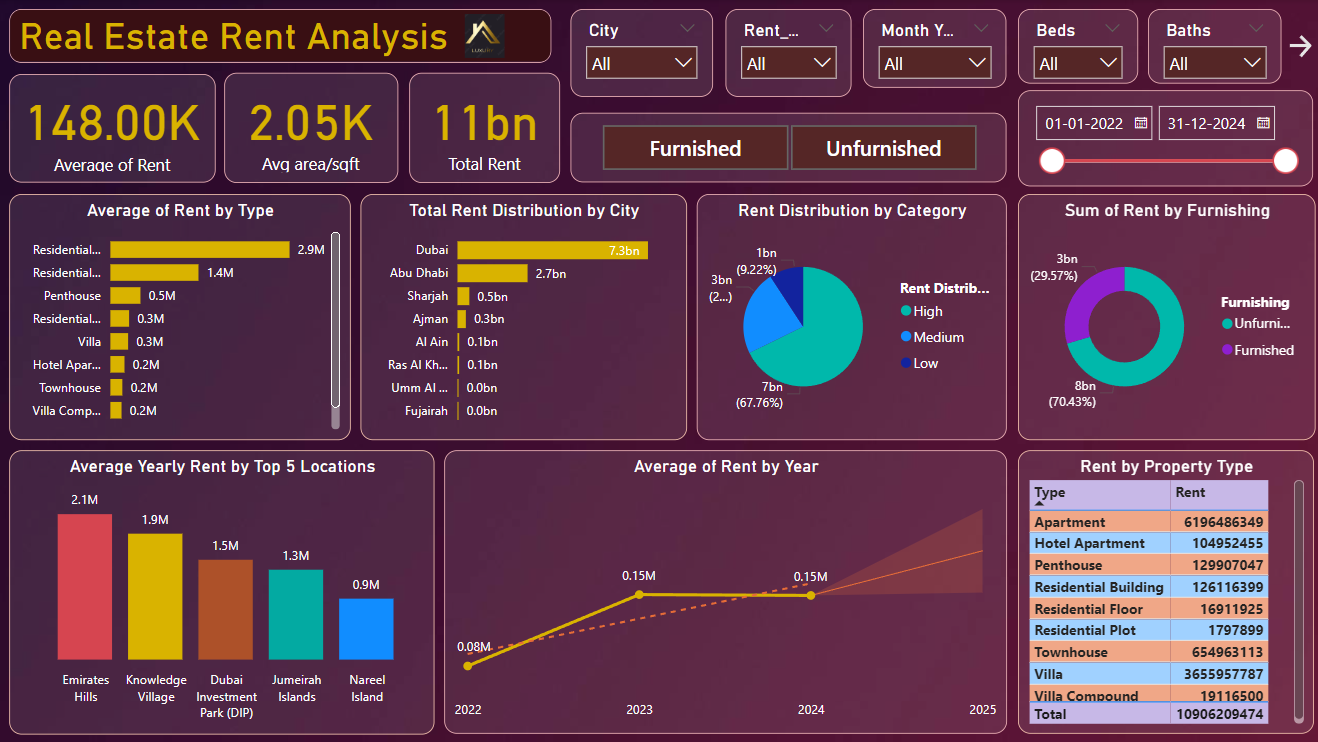 Real Estate Rent Analysis
LUXURY
City
All
Rent_...
All
Month Y...
All
Beds
All
Baths
All
148.00K
Average of Rent
2.05K
Avg area/sqft
11bn
Total Rent
Furnished
Unfurnished
01-01-2022
31-12-2024
Average of Rent by Type
Residential... 2.9M
Residential... 1.4M
Penthouse 0.5M
Residential... 0.3M
Villa 0.3M
Hotel Apar... 0.2M
Townhouse 0.2M
Villa Comp... 0.2M
Total Rent Distribution by City
Dubai 7.3bn
Abu Dhabi 2.7bn
Sharjah 0.5bn
Ajman 0.3bn
Al Ain 0.1bn
Ras Al Kh... 0.1bn
Umm Al ... 0.0bn
Fujairah 0.0bn
Rent Distribution by Category
1bn
(9.22%)
3bn
(2...)
7bn
(67.76%)
Rent Distrib...
High
Medium
Low
Sum of Rent by Furnishing
3bn
(29.57%)
8bn
(70.43%)
Furnishing
Unfurni...
Furnished
Average Yearly Rent by Top 5 Locations
2.1M
1.9M
1.5M
1.3M
0.9M
Emirates
Hills
Knowledge
Village
Dubai
Investment
Park (DIP)
Jumeirah
Islands
Nareel
Island
Average of Rent by Year
0.08M
0.15M
0.15M
2022 2023 2024 2025
Rent by Property Type
Type Rent
Apartment 6196486349
Hotel Apartment 104952455
Penthouse 129907047
Residential Building 126116399
Residential Floor 16911925
Residential Plot 1797899
Townhouse 654963113
Villa 3655957787
Villa Compound 19116500
Total 10906209474